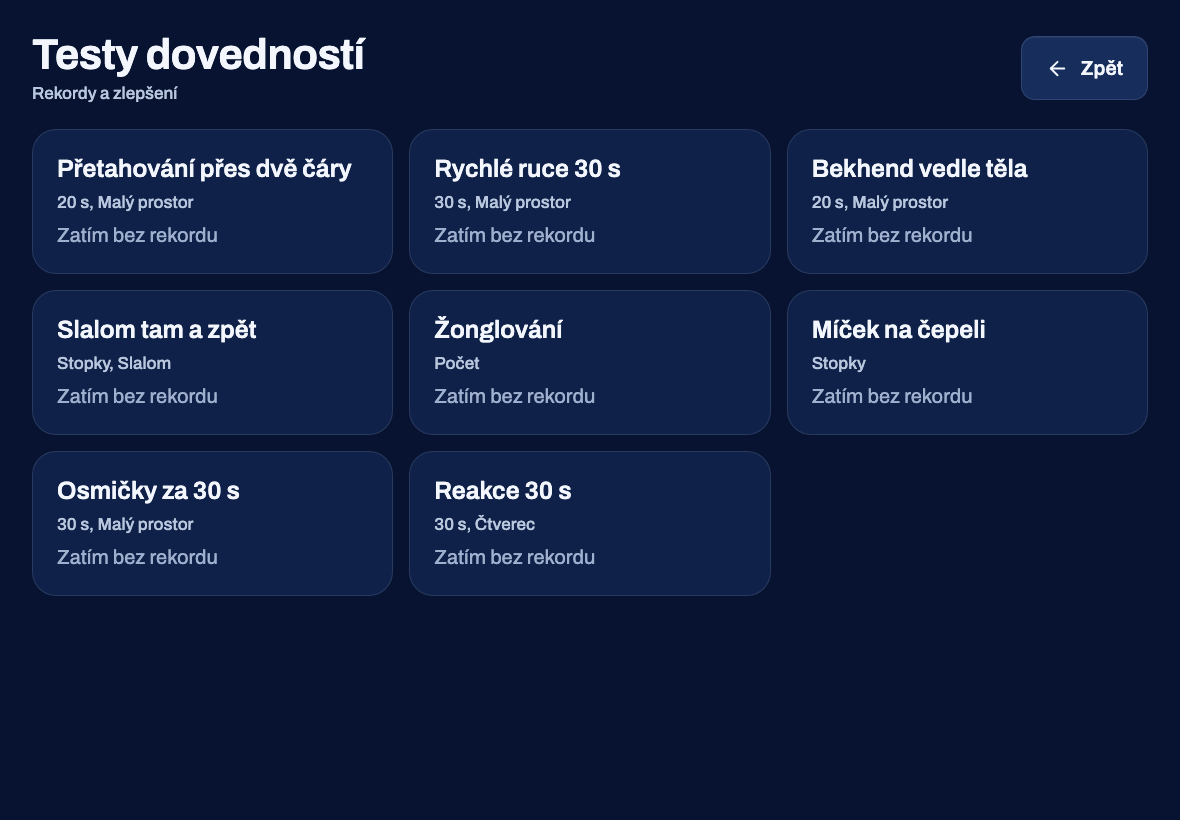 Testy dovedností
Rekordy a zlepšení
Zpět
Přetahování přes dvě čáry
20 s, Malý prostor
Zatím bez rekordu
Rychlé ruce 30 s
30 s, Malý prostor
Zatím bez rekordu
Bekhend vedle těla
20 s, Malý prostor
Zatím bez rekordu
Slalom tam a zpět
Stopky, Slalom
Zatím bez rekordu
Žonglování
Počet
Zatím bez rekordu
Míček na čepeli
Stopky
Zatím bez rekordu
Osmičky za 30 s
30 s, Malý prostor
Zatím bez rekordu
Reakce 30 s
30 s, Čtverec
Zatím bez rekordu